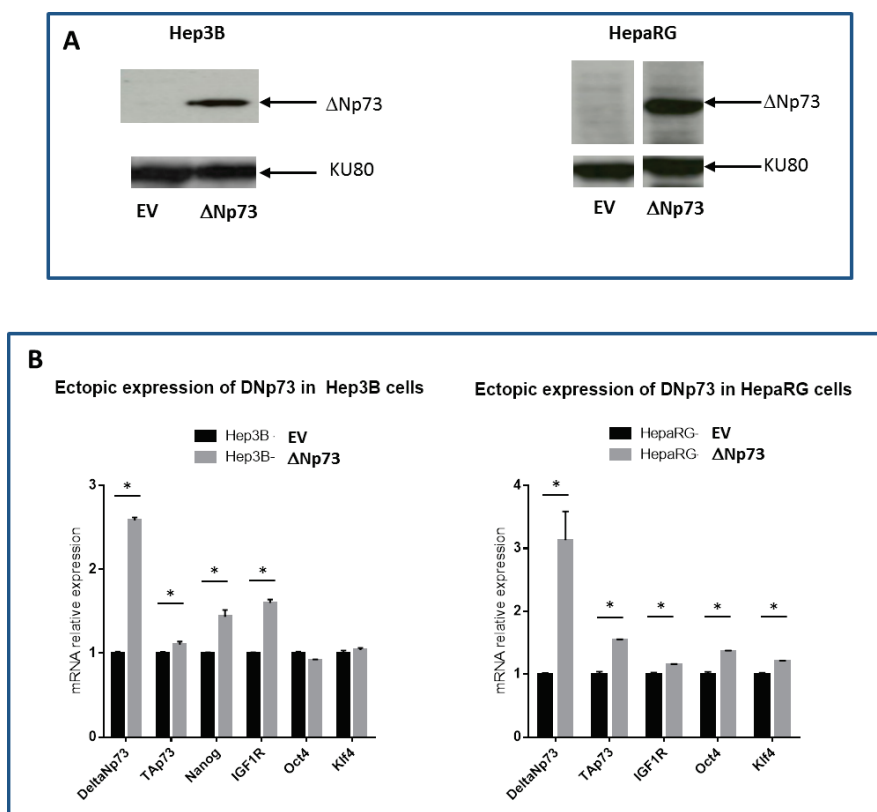 A
Hep3B
ΔNp73
KU80
EV ΔNp73
HepaRG
ΔNp73
KU80
EV ΔNp73
B
Ectopic expression of DNp73 in Hep3B cells
Hep3B - EV
Hep3B- ΔNp73
mRNA relative expression
3
2
1
0
* * * *
DeltaNp73 TAp73 Nanog IGF1R Oct4 Klf4
Ectopic expression of DNp73 in HepaRG cells
HepaRG- EV
HepaRG- ΔNp73
mRNA relative expression
4
3
2
1
0
* * * * *
DeltaNp73 TAp73 IGF1R Oct4 Klf4